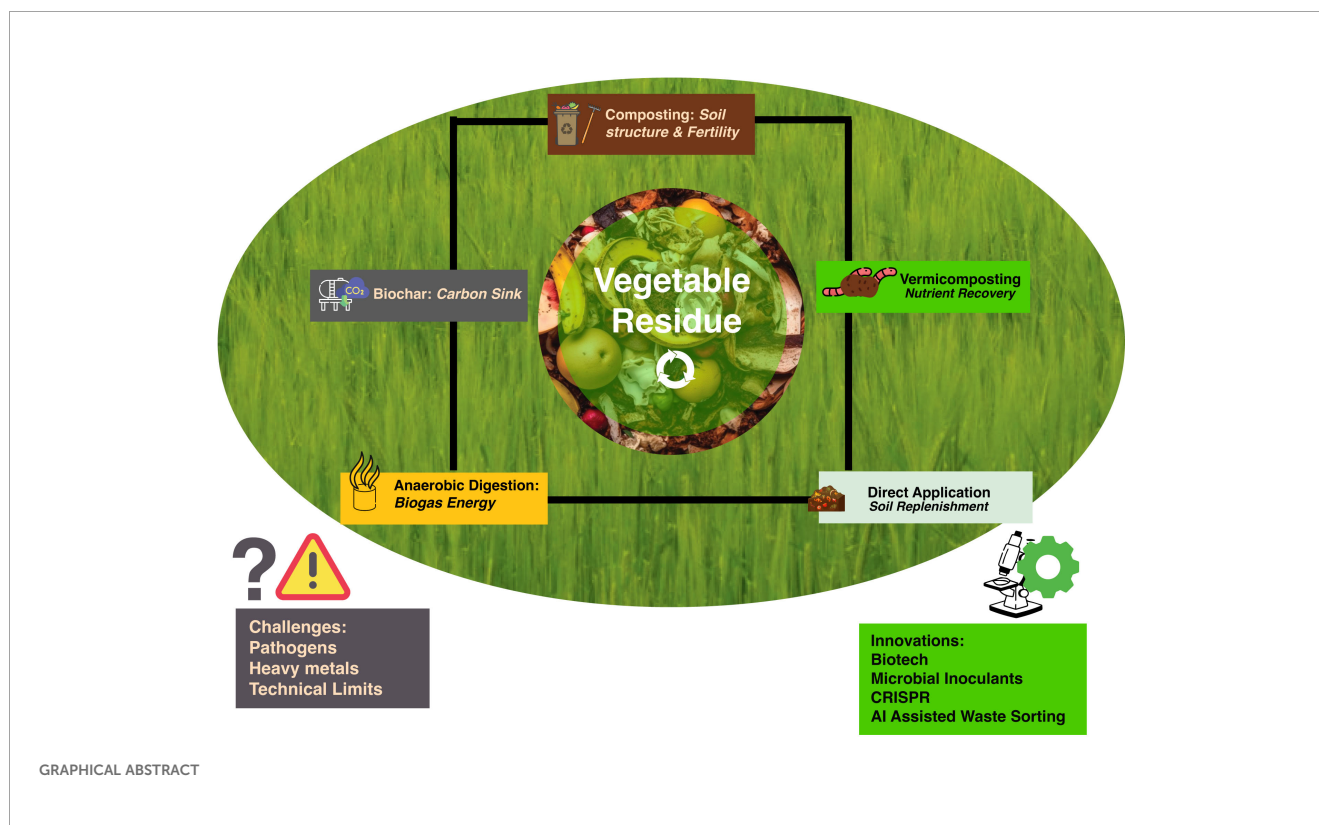 Composting: Soil
structure & Fertility
Vegetable
Residue
CO₂
Biochar: Carbon Sink
Vermicomposting
Nutrient Recovery
Anaerobic Digestion:
Biogas Energy
Direct Application
Soil Replenishment
?
!
Challenges:
Pathogens
Heavy metals
Technical Limits
Innovations:
Biotech
Microbial Inoculants
CRISPR
AI Assisted Waste Sorting
GRAPHICAL ABSTRACT